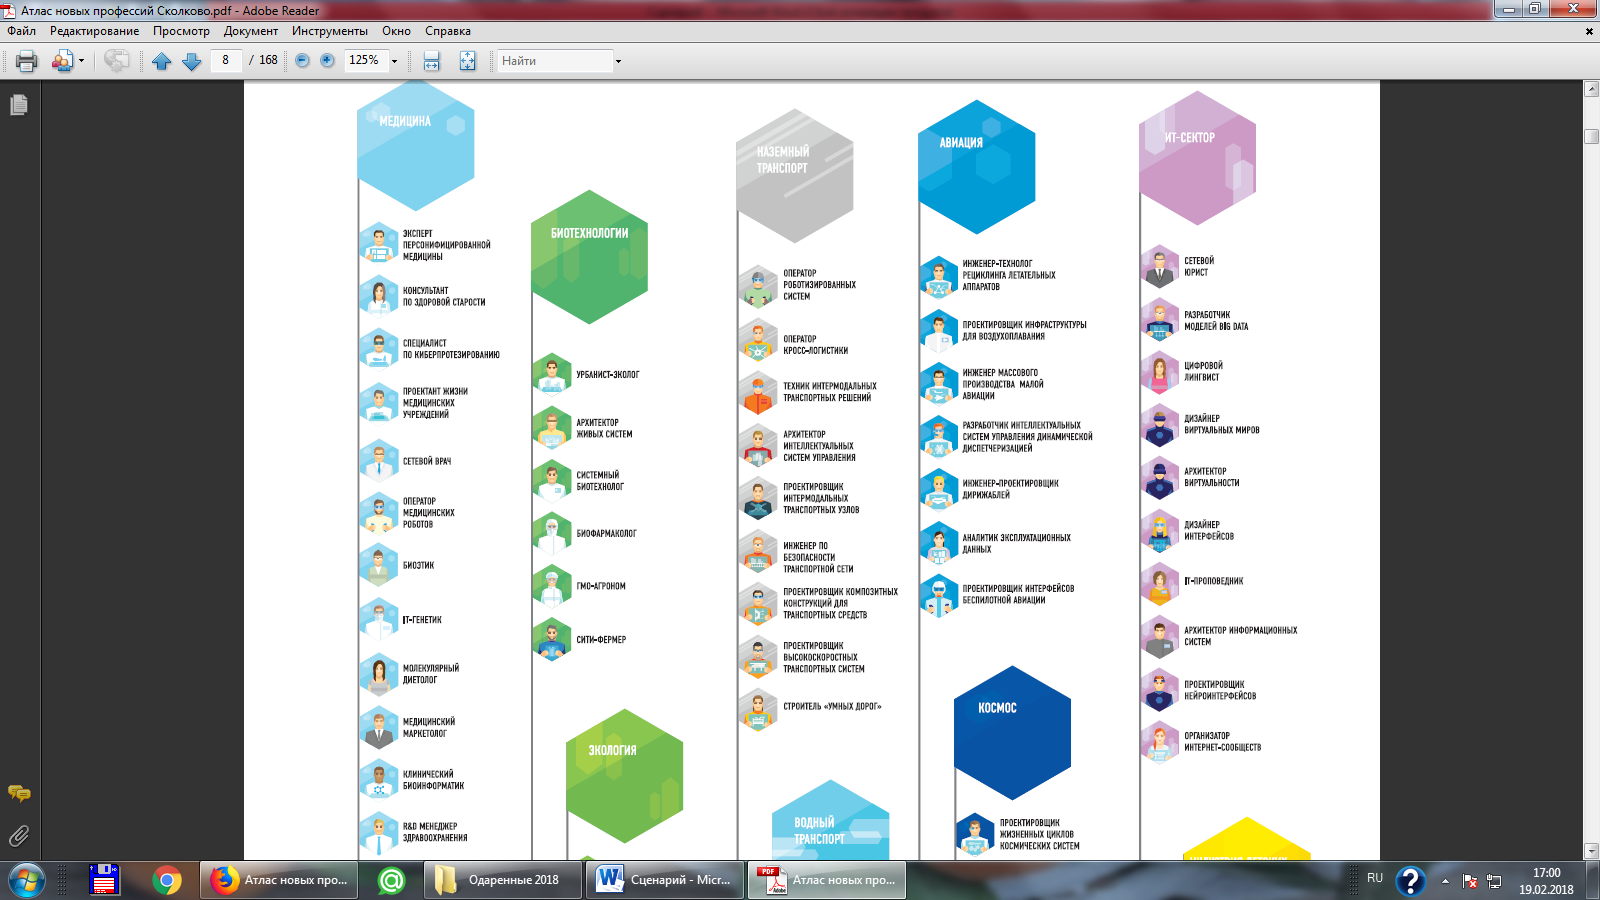 Атлас новых профессий Сколково.pdf - Adobe Reader
Файл Редактирование Просмотр Документ Инструменты Окно Справка
8 / 168 125% Найти
МЕДИЦИНА
ЭКСПЕРТ
ПЕРСОНИФИЦИРОВАННОЙ
МЕДИЦИНЫ
КОНСУЛЬТАНТ
ПО ЗДОРОВОЙ СТАРОСТИ
СПЕЦИАЛИСТ
ПО КИБЕРПРОТЕЗИРОВАНИЮ
ПРОЕКТАНТ ЖИЗНИ
МЕДИЦИНСКИХ
УЧРЕЖДЕНИЙ
СЕТЕВОЙ ВРАЧ
ОПЕРАТОР
МЕДИЦИНСКИХ
РОБОТОВ
БИОЭТИК
IT-ГЕНЕТИК
МОЛЕКУЛЯРНЫЙ
ДИЕТОЛОГ
МЕДИЦИНСКИЙ
МАРКЕТОЛОГ
КЛИНИЧЕСКИЙ
БИОИНФОРМАТИК
R&D МЕНЕДЖЕР
ЗДРАВООХРАНЕНИЯ
БИОТЕХНОЛОГИИ
УРБАНИСТ-ЭКОЛОГ
АРХИТЕКТОР
ЖИВЫХ СИСТЕМ
СИСТЕМНЫЙ
БИОТЕХНОЛОГ
БИОФАРМАКОЛОГ
ГМО-АГРОНОМ
СИТИ-ФЕРМЕР
ЭКОЛОГИЯ
НАЗЕМНЫЙ
ТРАНСПОРТ
ОПЕРАТОР
РОБОТИЗИРОВАННЫХ
СИСТЕМ
ОПЕРАТОР
КРОСС-ЛОГИСТИКИ
ТЕХНИК ИНТЕРМОДАЛЬНЫХ
ТРАНСПОРТНЫХ РЕШЕНИЙ
АРХИТЕКТОР
ИНТЕЛЛЕКТУАЛЬНЫХ
СИСТЕМ УПРАВЛЕНИЯ
ПРОЕКТИРОВЩИК
ИНТЕРМОДАЛЬНЫХ
ТРАНСПОРТНЫХ УЗЛОВ
ИНЖЕНЕР ПО
БЕЗОПАСНОСТИ
ТРАНСПОРТНОЙ СЕТИ
ПРОЕКТИРОВЩИК КОМПОЗИТНЫХ
КОНСТРУКЦИЙ ДЛЯ
ТРАНСПОРТНЫХ СРЕДСТВ
ПРОЕКТИРОВЩИК
ВЫСОКОСКОРОСТНЫХ
ТРАНСПОРТНЫХ СИСТЕМ
СТРОИТЕЛЬ «УМНЫХ ДОРОГ»
ВОДНЫЙ
ТРАНСПОРТ
АВИАЦИЯ
ИНЖЕНЕР-ТЕХНОЛОГ
РЕЦИКЛИНГА ЛЕТАТЕЛЬНЫХ
АППАРАТОВ
ПРОЕКТИРОВЩИК ИНФРАСТРУКТУРЫ
ДЛЯ ВОЗДУХОПЛАВАНИЯ
ИНЖЕНЕР МАССОВОГО
ПРОИЗВОДСТВА МАЛОЙ
АВИАЦИИ
РАЗРАБОТЧИК ИНТЕЛЛЕКТУАЛЬНЫХ
СИСТЕМ УПРАВЛЕНИЯ ДИНАМИЧЕСКОЙ
ДИСПЕТЧЕРИЗАЦИЕЙ
ИНЖЕНЕР-ПРОЕКТИРОВЩИК
ДИРИЖАБЛЕЙ
АНАЛИТИК ЭКСПЛУАТАЦИОННЫХ
ДАННЫХ
ПРОЕКТИРОВЩИК ИНТЕРФЕЙСОВ
БЕСПИЛОТНОЙ АВИАЦИИ
КОСМОС
ПРОЕКТИРОВЩИК
ЖИЗНЕННЫХ ЦИКЛОВ
КОСМИЧЕСКИХ СИСТЕМ
ИТ-СЕКТОР
СЕТЕВОЙ
ЮРИСТ
РАЗРАБОТЧИК
МОДЕЛЕЙ BIG DATA
ЦИФРОВОЙ
ЛИНГВИСТ
ДИЗАЙНЕР
ВИРТУАЛЬНЫХ МИРОВ
АРХИТЕКТОР
ВИРТУАЛЬНОСТИ
ДИЗАЙНЕР
ИНТЕРФЕЙСОВ
IT-ПРОПОВЕДНИК
АРХИТЕКТОР ИНФОРМАЦИОННЫХ
СИСТЕМ
ПРОЕКТИРОВЩИК
НЕЙРОИНТЕРФЕЙСОВ
ОРГАНИЗАТОР
ИНТЕРНЕТ-СООБЩЕСТВ
Атлас новых про... Одаренные 2018 Сценарий - Micr... Атлас новых про... RU 17:00
19.02.2018